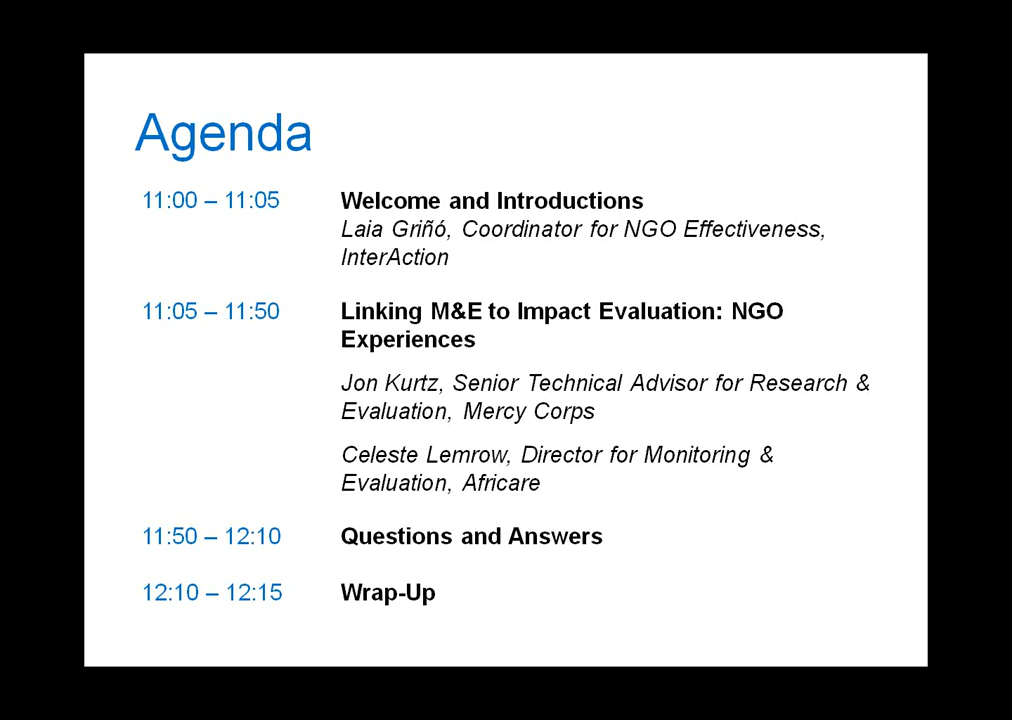 Agenda
11:00 – 11:05 Welcome and Introductions
Laia Griñó, Coordinator for NGO Effectiveness,
InterAction
11:05 – 11:50 Linking M&E to Impact Evaluation: NGO
Experiences
Jon Kurtz, Senior Technical Advisor for Research &
Evaluation, Mercy Corps
Celeste Lemrow, Director for Monitoring &
Evaluation, Africare
11:50 – 12:10 Questions and Answers
12:10 – 12:15 Wrap-Up